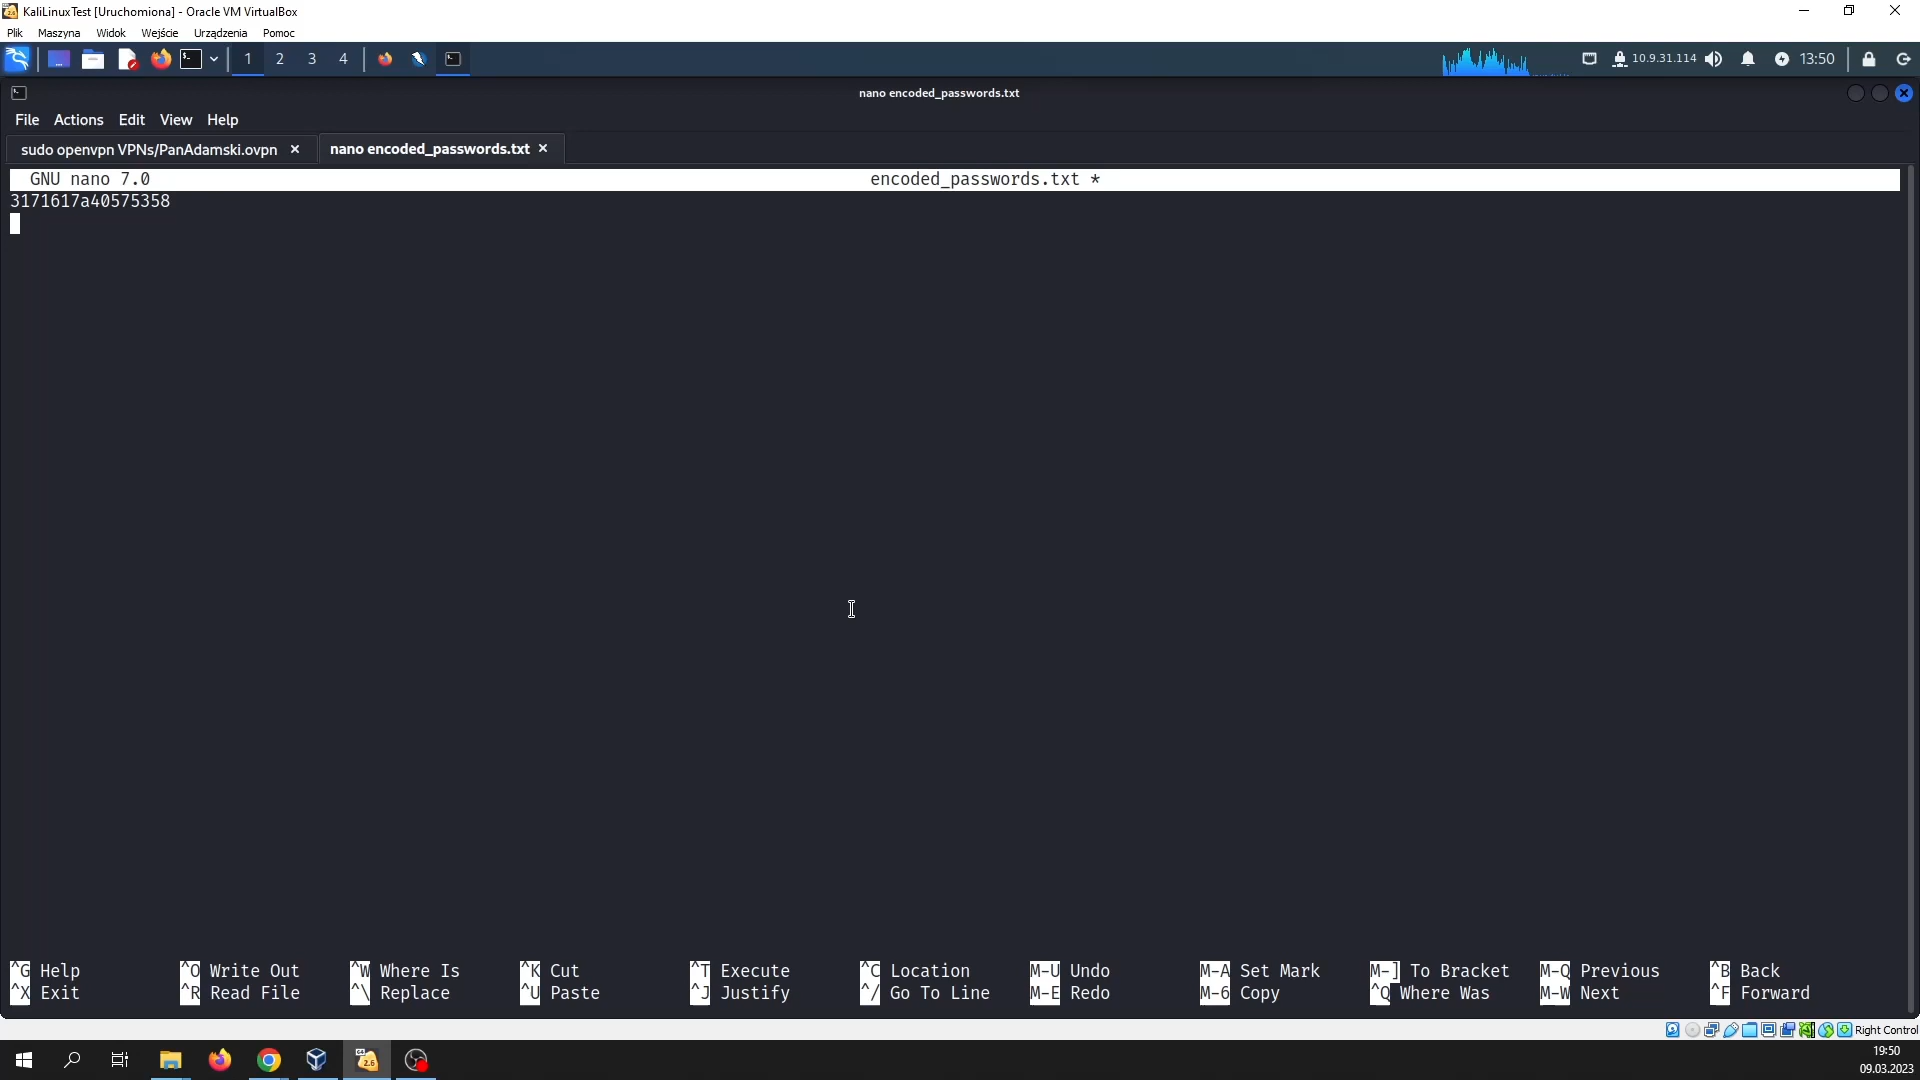 KaliLinuxTest [Uruchomiona] - Oracle VM VirtualBox
Plik Maszyna Widok Wejście Urządzenia Pomoc
1 2 3 4 10.9.31.114 13:50
nano encoded_passwords.txt
File Actions Edit View Help
sudo openvpn VPNs/PanAdamski.ovpn × nano encoded_passwords.txt ×
GNU nano 7.0 encoded_passwords.txt *
3171617a40575358
^G Help ^O Write Out ^W Where Is ^K Cut ^T Execute ^C Location M-U Undo M-A Set Mark M-] To Bracket M-Q Previous ^B Back
^X Exit ^R Read File ^\ Replace ^U Paste ^J Justify ^/ Go To Line M-E Redo M-6 Copy ^Q Where Was M-W Next ^F Forward
Right Control
19:50
09.03.2023